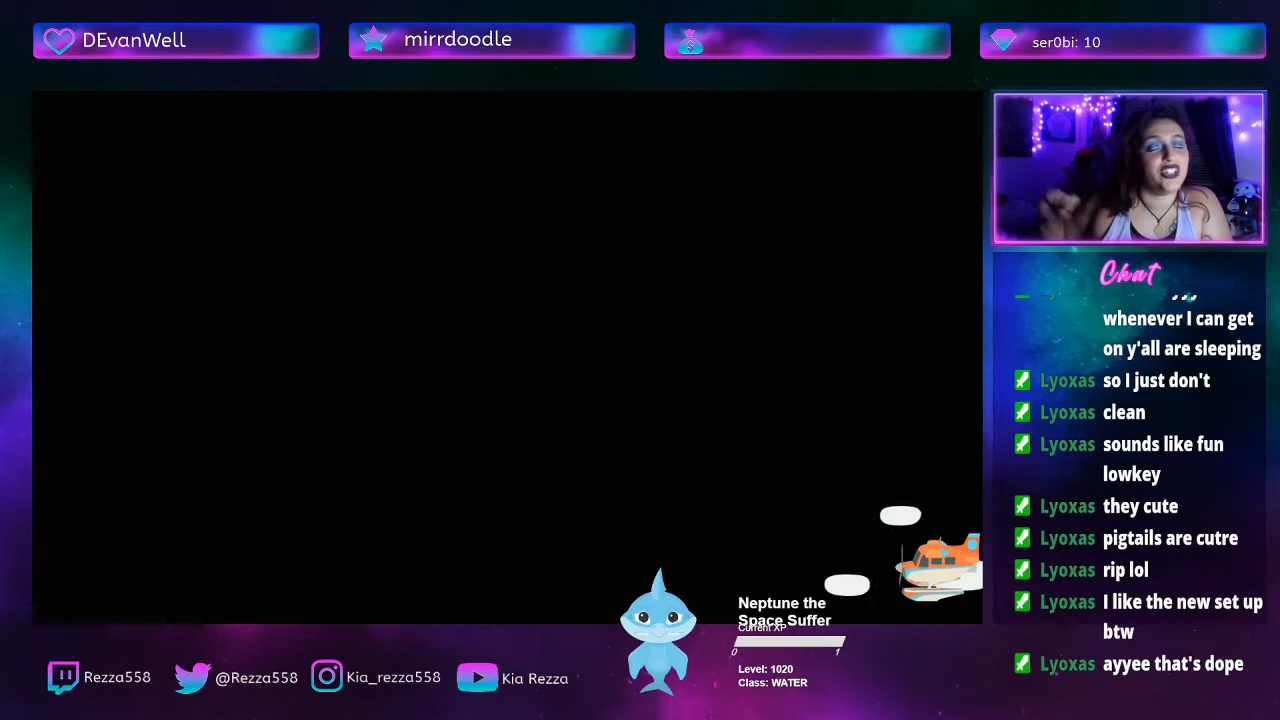 DEvanWell
mirrdoodle
ser0bi: 10
Chat
whenever I can get
on y'all are sleeping
Lyoxas so I just don't
Lyoxas clean
Lyoxas sounds like fun
lowkey
Lyoxas they cute
Lyoxas pigtails are cutre
Lyoxas rip lol
Lyoxas I like the new set up
btw
Lyoxas ayyee that's dope
Neptune the
Space Suffer
Current XP
0 1
Level: 1020
Class: WATER
Rezza558
@Rezza558
Kia_rezza558
Kia Rezza